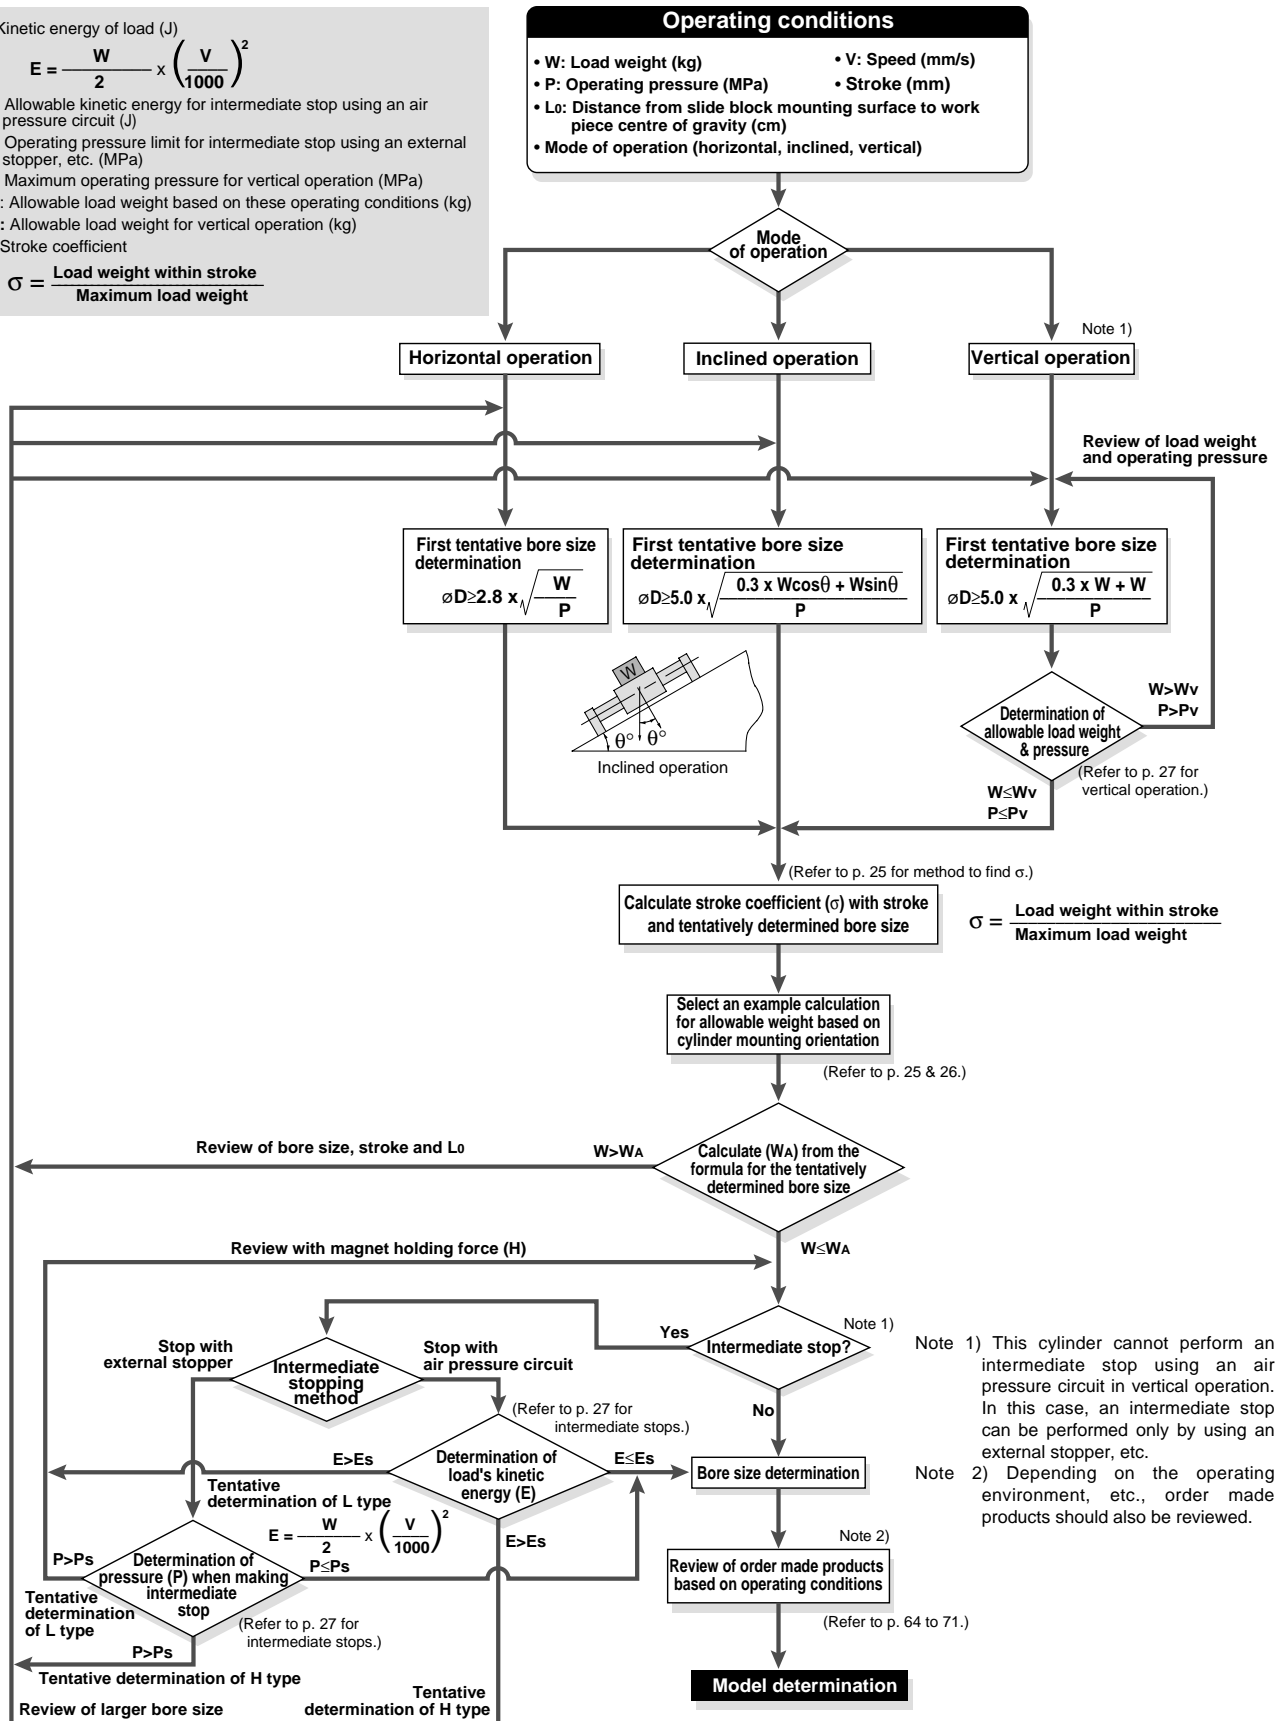 Kinetic energy of load (J)
E = W / 2 x (V / 1000)²
Allowable kinetic energy for intermediate stop using an air
pressure circuit (J)
Operating pressure limit for intermediate stop using an external
stopper, etc. (MPa)
Maximum operating pressure for vertical operation (MPa)
: Allowable load weight based on these operating conditions (kg)
: Allowable load weight for vertical operation (kg)
Stroke coefficient
σ = Load weight within stroke / Maximum load weight
Operating conditions
• W: Load weight (kg)
• V: Speed (mm/s)
• P: Operating pressure (MPa)
• Stroke (mm)
• L0: Distance from slide block mounting surface to work
piece centre of gravity (cm)
• Mode of operation (horizontal, inclined, vertical)
Mode
of operation
Note 1)
Horizontal operation
Inclined operation
Vertical operation
Review of load weight
and operating pressure
First tentative bore size
determination
øD≥2.8 x √ W / P
First tentative bore size
determination
øD≥5.0 x √ 0.3 x Wcosθ + Wsinθ / P
First tentative bore size
determination
øD≥5.0 x √ 0.3 x W + W / P
W
θ° θ°
Inclined operation
W>Wv
P>Pv
Determination of
allowable load weight
& pressure
(Refer to p. 27 for
vertical operation.)
W≤Wv
P≤Pv
(Refer to p. 25 for method to find σ.)
Calculate stroke coefficient (σ) with stroke
and tentatively determined bore size
σ = Load weight within stroke / Maximum load weight
Select an example calculation
for allowable weight based on
cylinder mounting orientation
(Refer to p. 25 & 26.)
Review of bore size, stroke and L0
W>WA
Calculate (WA) from the
formula for the tentatively
determined bore size
W≤WA
Review with magnet holding force (H)
Yes
Note 1)
Intermediate stop?
No
Stop with
external stopper
Intermediate
stopping
method
Stop with
air pressure circuit
(Refer to p. 27 for
intermediate stops.)
E>Es
Determination of
load's kinetic
energy (E)
E≤Es
Bore size determination
Tentative
determination of L type
E = W / 2 x (V / 1000)²
E>Es
P>Ps
Determination of
pressure (P) when making
intermediate
stop
P≤Ps
Tentative
determination
of L type
(Refer to p. 27 for
intermediate stops.)
P>Ps
Tentative determination of H type
Review of larger bore size
Tentative
determination of H type
Note 2)
Review of order made products
based on operating conditions
(Refer to p. 64 to 71.)
Model determination
Note 1) This cylinder cannot perform an
intermediate stop using an air
pressure circuit in vertical operation.
In this case, an intermediate stop
can be performed only by using an
external stopper, etc.
Note 2) Depending on the operating
environment, etc., order made
products should also be reviewed.